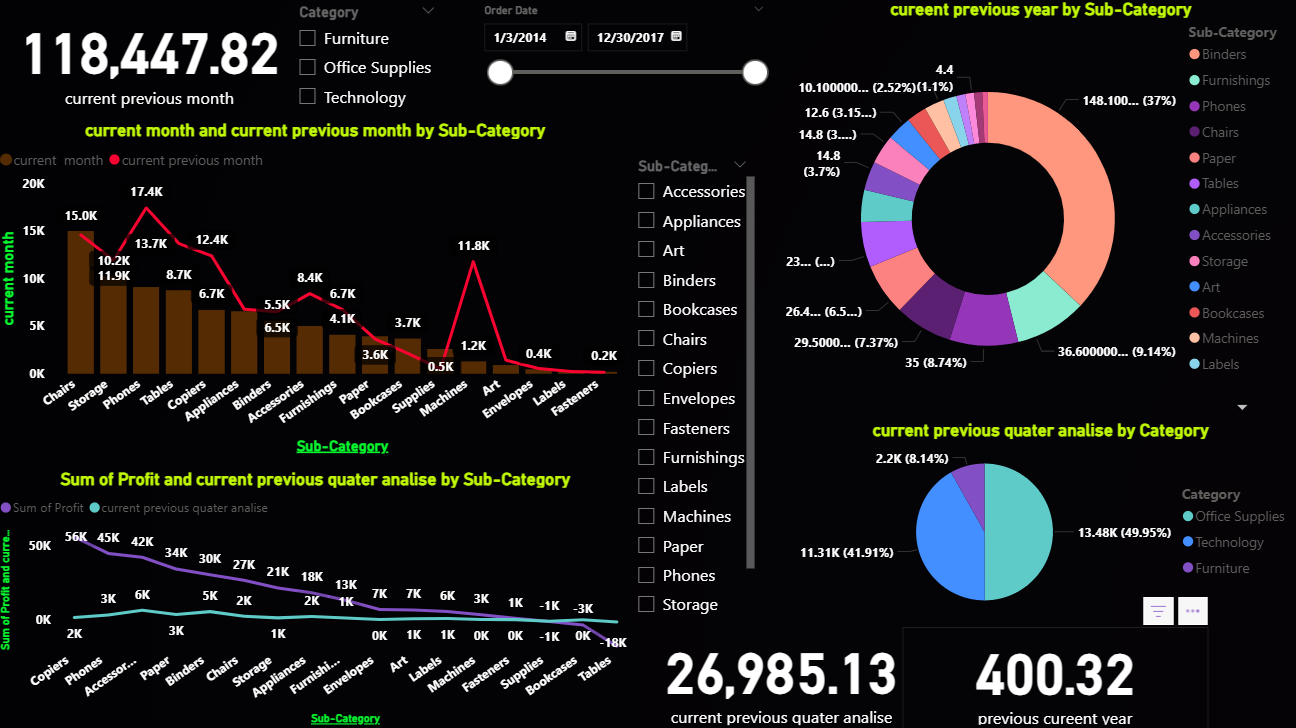 118,447.82
current previous month
Category
Furniture
Office Supplies
Technology
Order Date
1/3/2014
12/30/2017
current month and current previous month by Sub-Category
current month
current previous month
current month
20K
15K
10K
5K
0K
15.0K
10.2K
11.9K
17.4K
13.7K
8.7K
12.4K
6.7K
5.5K
6.5K
8.4K
6.7K
4.1K
3.6K
3.7K
0.5K
11.8K
1.2K
0.4K
0.2K
Chairs
Storage
Phones
Tables
Copiers
Appliances
Binders
Accessories
Furnishings
Paper
Bookcases
Supplies
Machines
Art
Envelopes
Labels
Fasteners
Sub-Category
Sum of Profit and current previous quater analise by Sub-Category
Sum of Profit
current previous quater analise
Sum of Profit and curre...
50K
0K
56K
45K
42K
34K
30K
27K
21K
18K
13K
7K
7K
6K
3K
1K
-1K
-3K
-18K
2K
3K
6K
3K
5K
2K
1K
2K
1K
0K
1K
1K
0K
0K
-1K
0K
Copiers
Phones
Accessor...
Paper
Binders
Chairs
Storage
Appliances
Furnishi...
Envelopes
Art
Labels
Machines
Fasteners
Supplies
Bookcases
Tables
Sub-Category
Sub-Categ...
Accessories
Appliances
Art
Binders
Bookcases
Chairs
Copiers
Envelopes
Fasteners
Furnishings
Labels
Machines
Paper
Phones
Storage
cureent previous year by Sub-Category
148.100... (37%)
36.600000... (9.14%)
35 (8.74%)
29.5000... (7.37%)
26.4... (6.5...)
23... (...)
14.8
(3.7%)
14.8 (3....)
12.6 (3.15...)
10.100000... (2.52%)
4.4
(1.1%)
Sub-Category
Binders
Furnishings
Phones
Chairs
Paper
Tables
Appliances
Accessories
Storage
Art
Bookcases
Machines
Labels
current previous quater analise by Category
2.2K (8.14%)
11.31K (41.91%)
13.48K (49.95%)
Category
Office Supplies
Technology
Furniture
26,985.13
current previous quater analise
400.32
previous cureent year